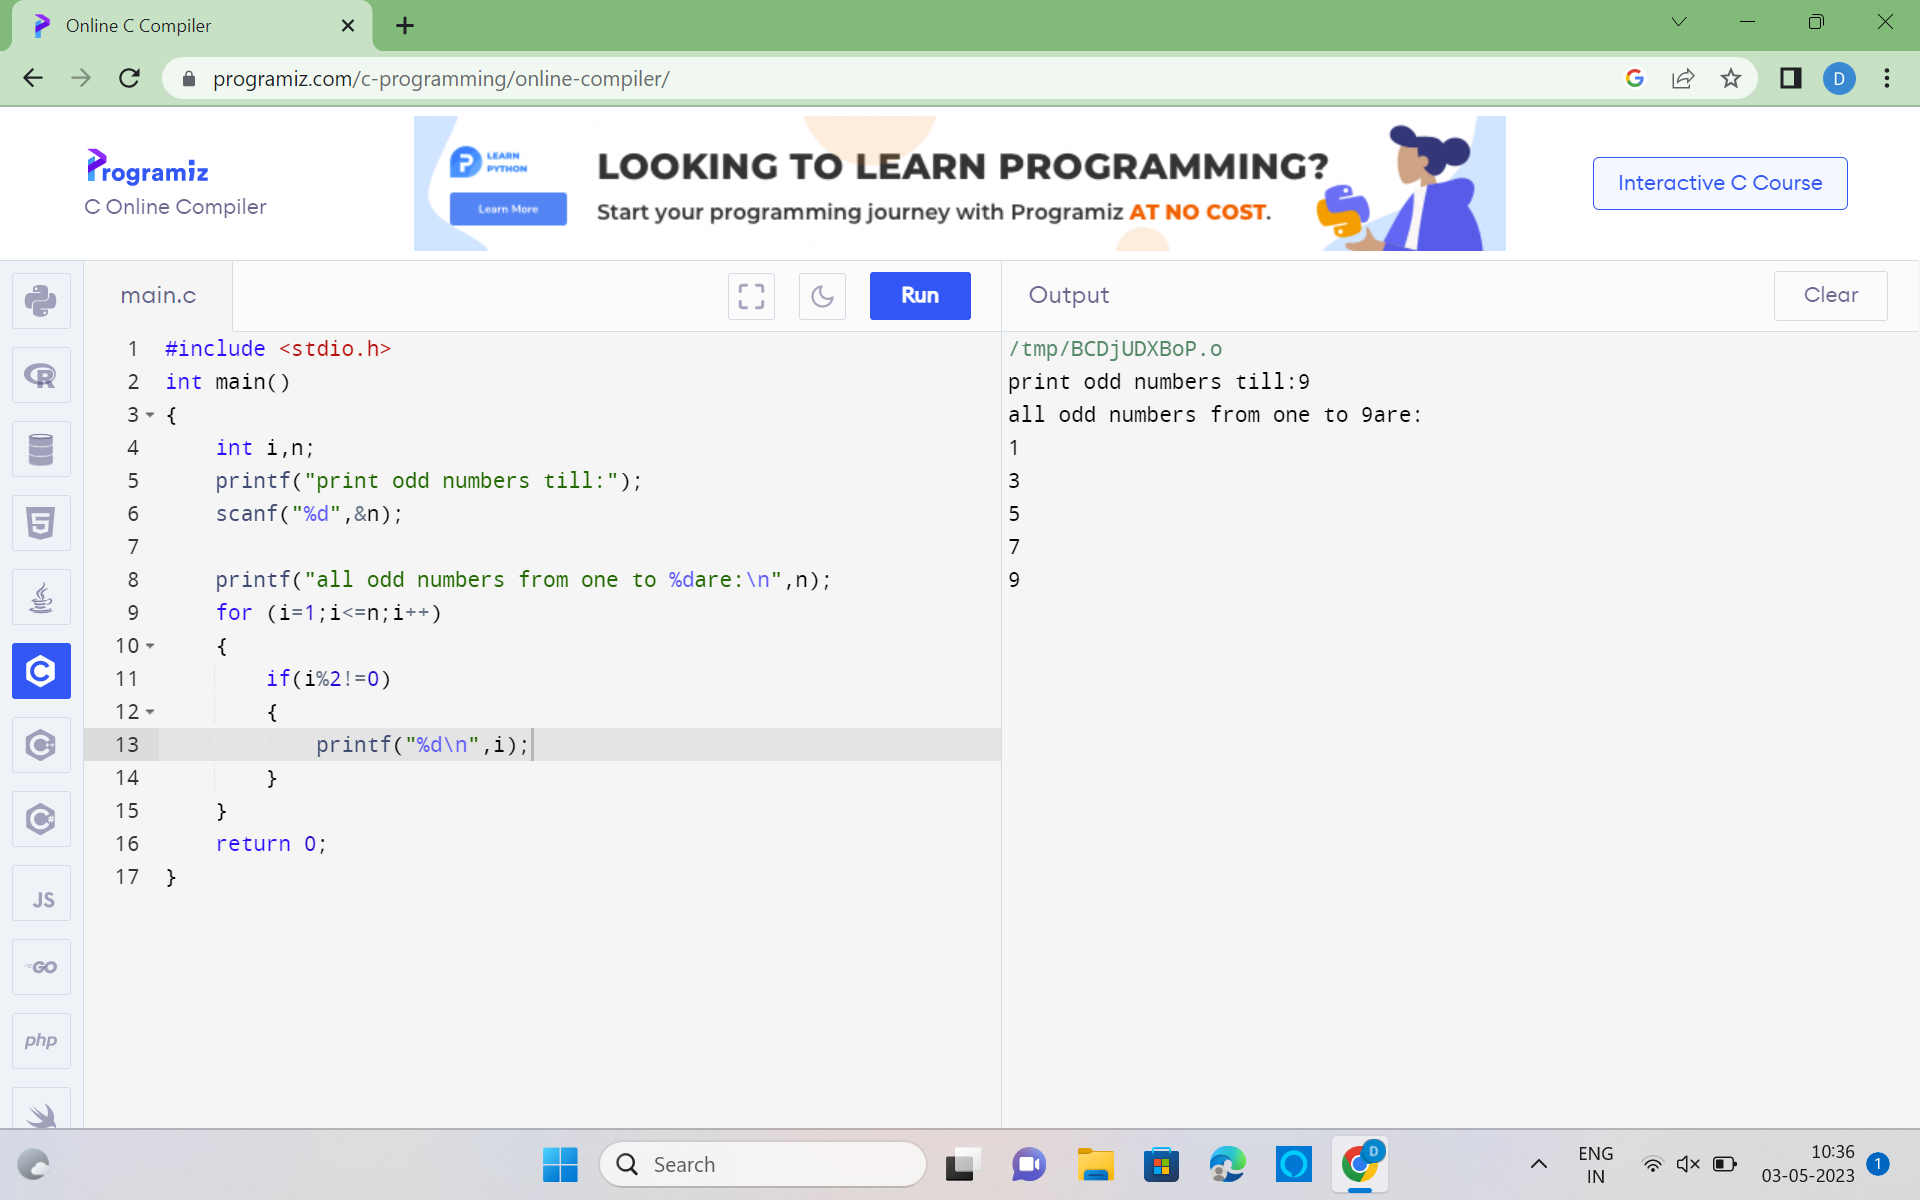 Online C Compiler
programiz.com/c-programming/online-compiler/
D
Programiz
C Online Compiler
LEARN
PYTHON
Learn More
LOOKING TO LEARN PROGRAMMING?
Start your programming journey with Programiz AT NO COST.
Interactive C Course
main.c
Run
Output
Clear
1 #include <stdio.h>
2 int main()
3 {
4 int i,n;
5 printf("print odd numbers till:");
6 scanf("%d",&n);
7
8 printf("all odd numbers from one to %dare:\n",n);
9 for (i=1;i<=n;i++)
10 {
11 if(i%2!=0)
12 {
13 printf("%d\n",i);
14 }
15 }
16 return 0;
17 }
/tmp/BCDjUDXBoP.o
print odd numbers till:9
all odd numbers from one to 9are:
1
3
5
7
9
R
5
C
C
C
JS
GO
php
Search
D
ENG
IN
10:36
03-05-2023
1